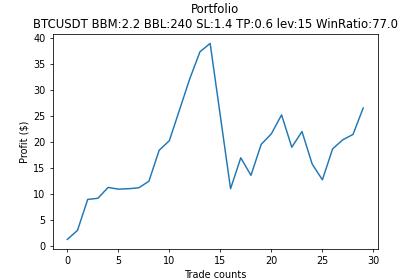 Portfolio
BTCUSDT BBM:2.2 BBL:240 SL:1.4 TP:0.6 lev:15 WinRatio:77.0
40
35
30
25
20
15
10
5
0
Profit ($)
0 5 10 15 20 25 30
Trade counts